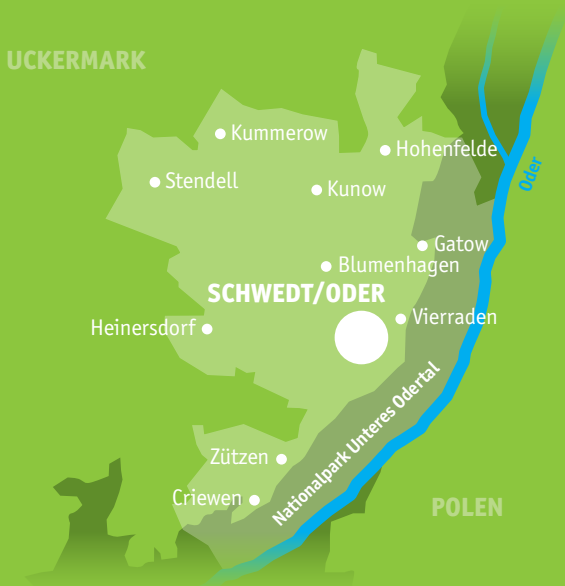 UCKERMARK
Kummerow
Hohenfelde
Stendell
Kunow
Oder
Gatow
Blumenhagen
SCHWEDT/ODER
Vierraden
Heinersdorf
Nationalpark Unteres Odertal
Zützen
Criewen
POLEN